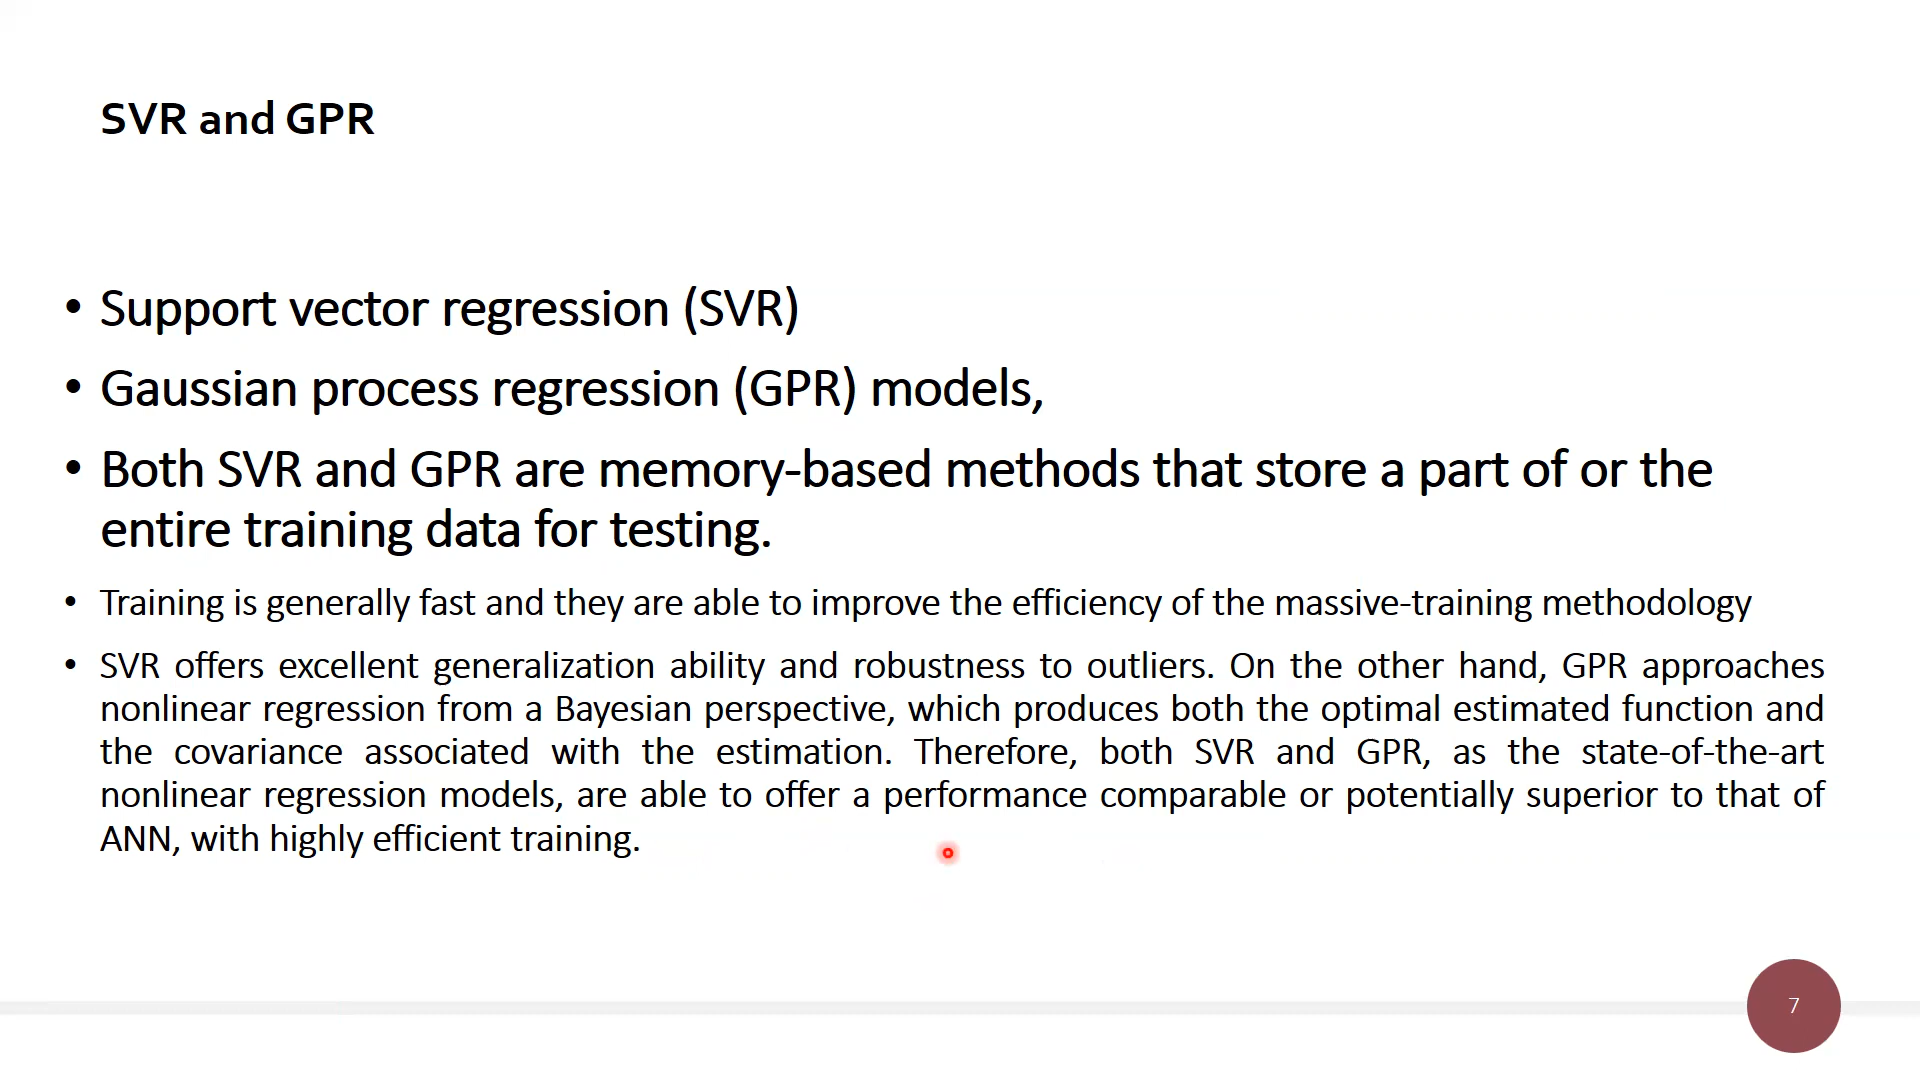 SVR and GPR
• Support vector regression (SVR)
• Gaussian process regression (GPR) models,
• Both SVR and GPR are memory-based methods that store a part of or the
entire training data for testing.
• Training is generally fast and they are able to improve the efficiency of the massive-training methodology
• SVR offers excellent generalization ability and robustness to outliers. On the other hand, GPR approaches
nonlinear regression from a Bayesian perspective, which produces both the optimal estimated function and
the covariance associated with the estimation. Therefore, both SVR and GPR, as the state-of-the-art
nonlinear regression models, are able to offer a performance comparable or potentially superior to that of
ANN, with highly efficient training.
7